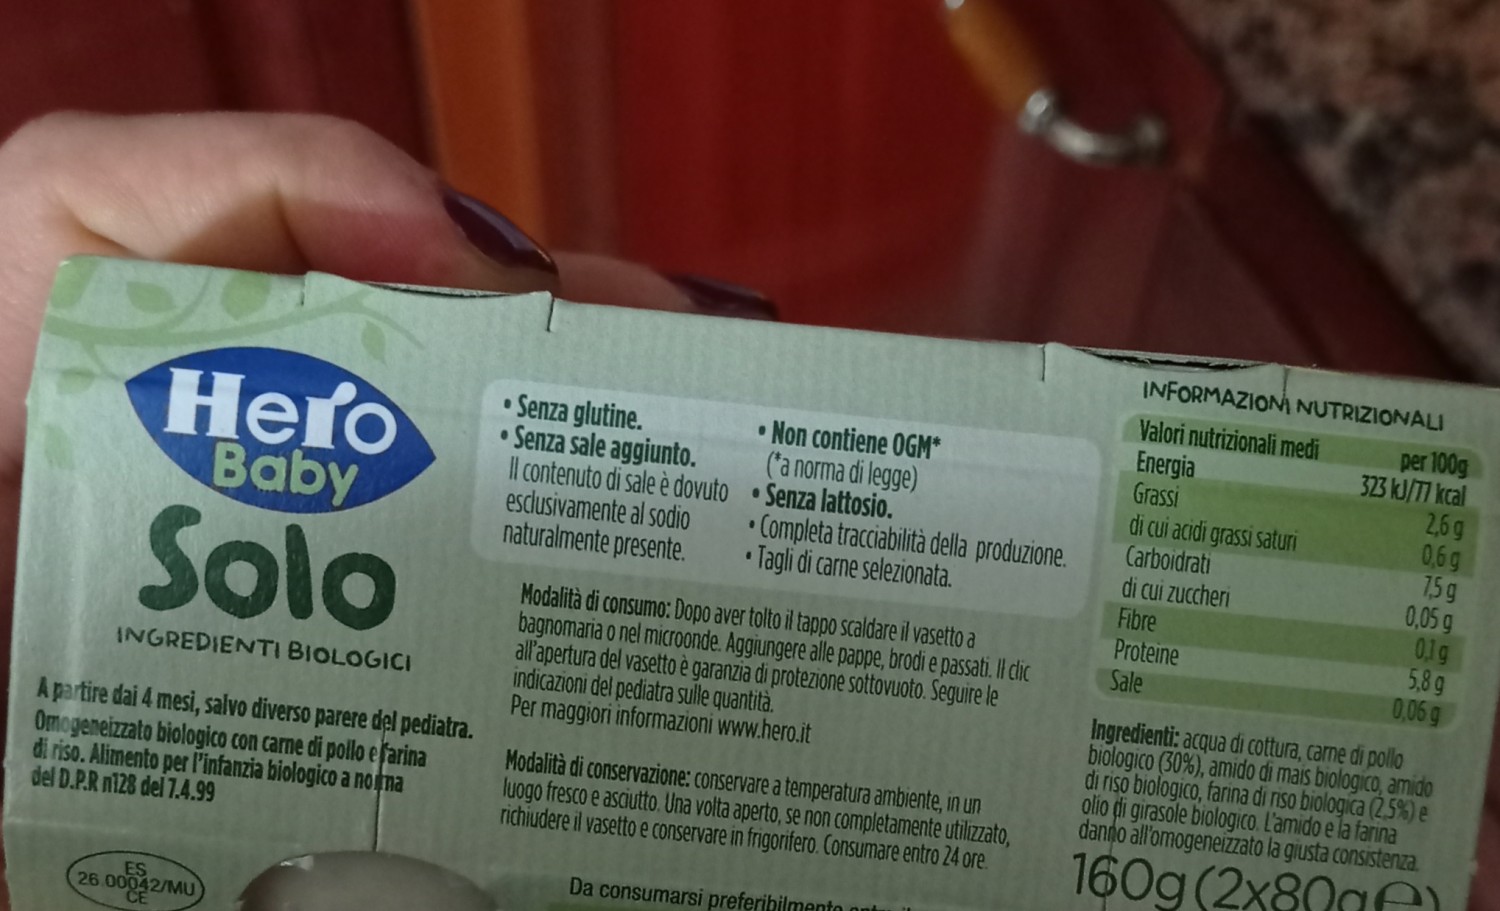 Hero
Baby
Solo
INGREDIENTI BIOLOGICI
A partire dai 4 mesi, salvo diverso parere del pediatra.
Omogeneizzato biologico con carne di pollo e farina
di riso. Alimento per l'infanzia biologico a norma
del D.P.R n128 del 7.4.99
ES
26.00042/MU
CE
• Senza glutine.
• Senza sale aggiunto.
Il contenuto di sale è dovuto
esclusivamente al sodio
naturalmente presente.
• Non contiene OGM*
(*a norma di legge)
• Senza lattosio.
• Completa tracciabilità della produzione.
• Tagli di carne selezionata.
Modalità di consumo: Dopo aver tolto il tappo scaldare il vasetto a
bagnomaria o nel microonde. Aggiungere alle pappe, brodi e passati. Il clic
all'apertura del vasetto è garanzia di protezione sottovuoto. Seguire le
indicazioni del pediatra sulle quantità.
Per maggiori informazioni www.hero.it
Modalità di conservazione: conservare a temperatura ambiente, in un
luogo fresco e asciutto. Una volta aperto, se non completamente utilizzato,
richiudere il vasetto e conservare in frigorifero. Consumare entro 24 ore.
Da consumarsi preferibilmente
INFORMAZIONI NUTRIZIONALI
Valori nutrizionali medi per 100g
Energia 323 kJ/77 kcal
Grassi 2,6 g
di cui acidi grassi saturi 0,6 g
Carboidrati 7,5 g
di cui zuccheri 0,05 g
Fibre 0,1 g
Proteine 5,8 g
Sale 0,06 g
Ingredienti: acqua di cottura, carne di pollo
biologico (30%), amido di mais biologico, amido
di riso biologico, farina di riso biologica (2,5%) e
olio di girasole biologico. L'amido e la farina
danno all'omogeneizzato la giusta consistenza.
160g (2x80g℮)